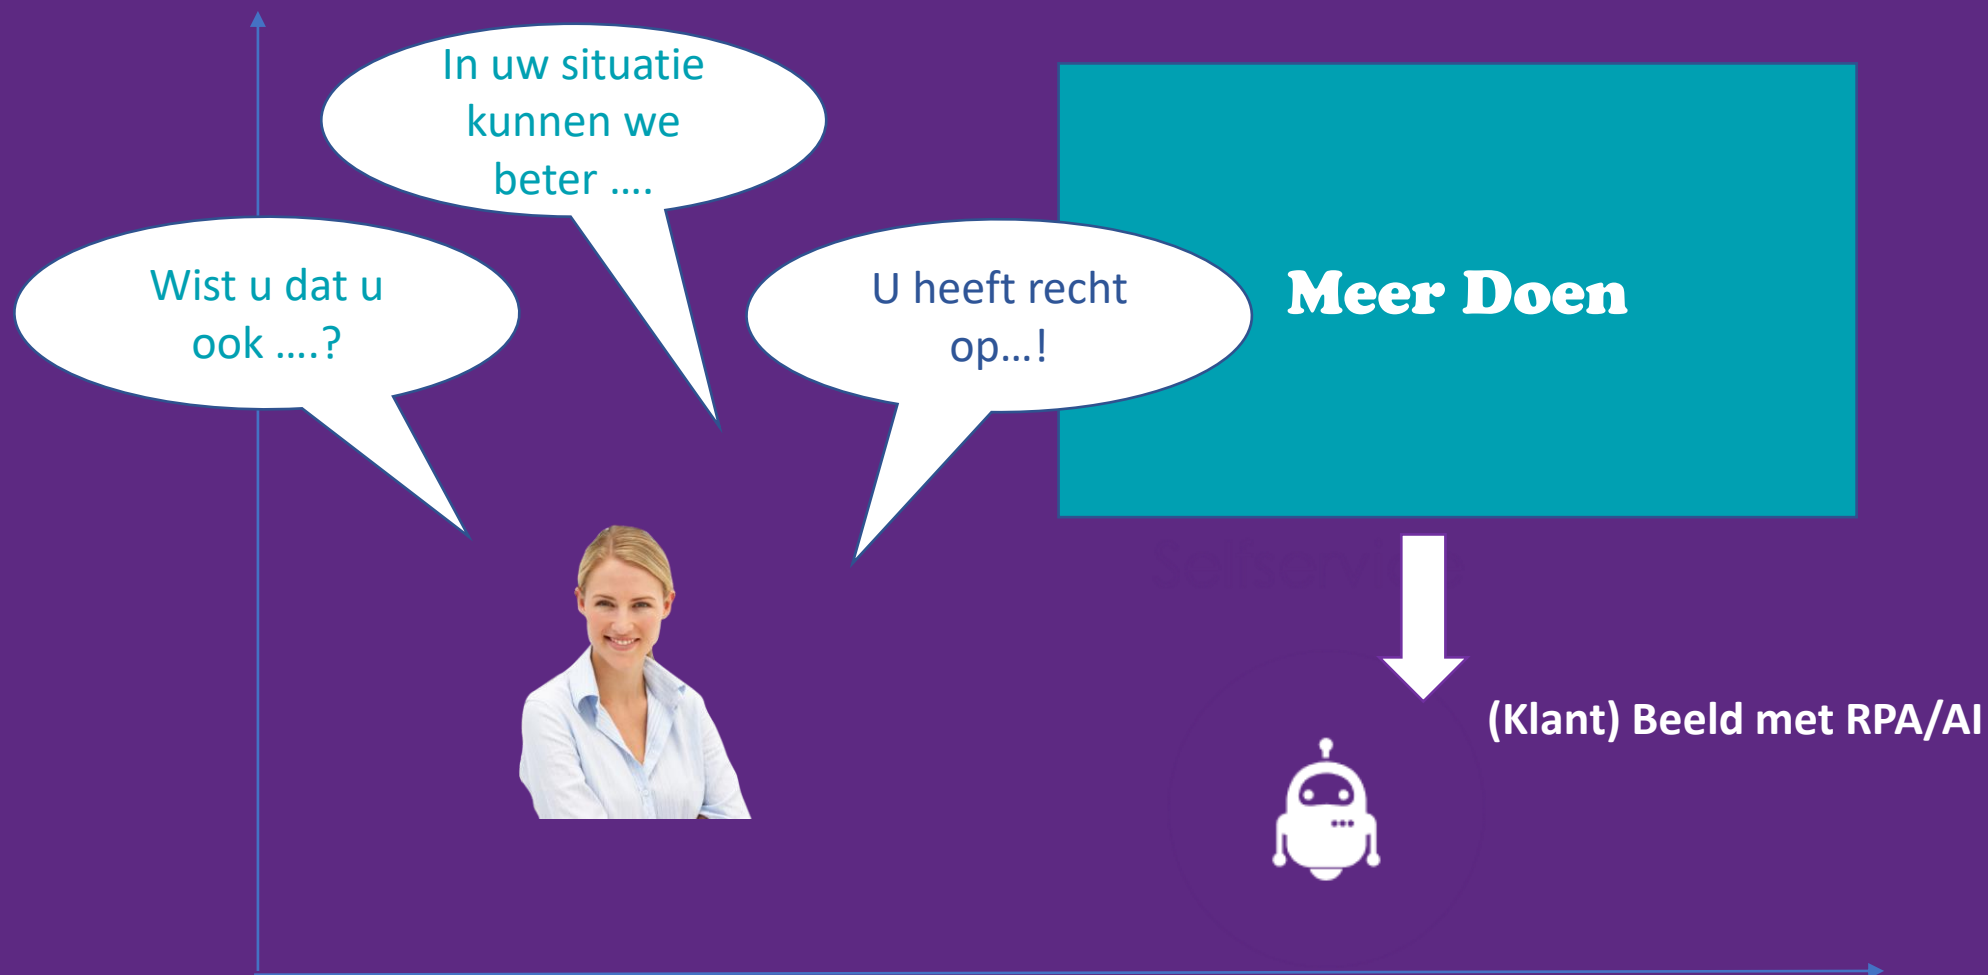 In uw situatie
kunnen we
beter ....
Wist u dat u
ook ....?
U heeft recht
op...!
Meer Doen
Selfservice
(Klant) Beeld met RPA/AI